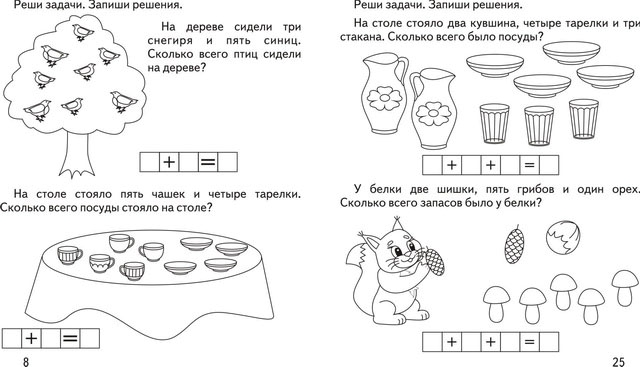 Реши задачи. Запиши решения.
На дереве сидели три
снегиря и пять синиц.
Сколько всего птиц сидели
на дереве?
+ =
На столе стояло пять чашек и четыре тарелки.
Сколько всего посуды стояло на столе?
+ =
8
Реши задачи. Запиши решения.
На столе стояло два кувшина, четыре тарелки и три
стакана. Сколько всего было посуды?
+ + =
У белки две шишки, пять грибов и один орех.
Сколько всего запасов было у белки?
+ + =
25